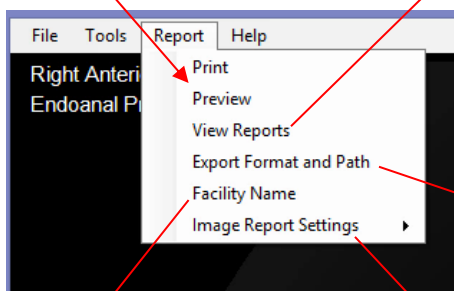 File Tools Report Help
Right Anteri
Endoanal P
Print
Preview
View Reports
Export Format and Path
Facility Name
Image Report Settings